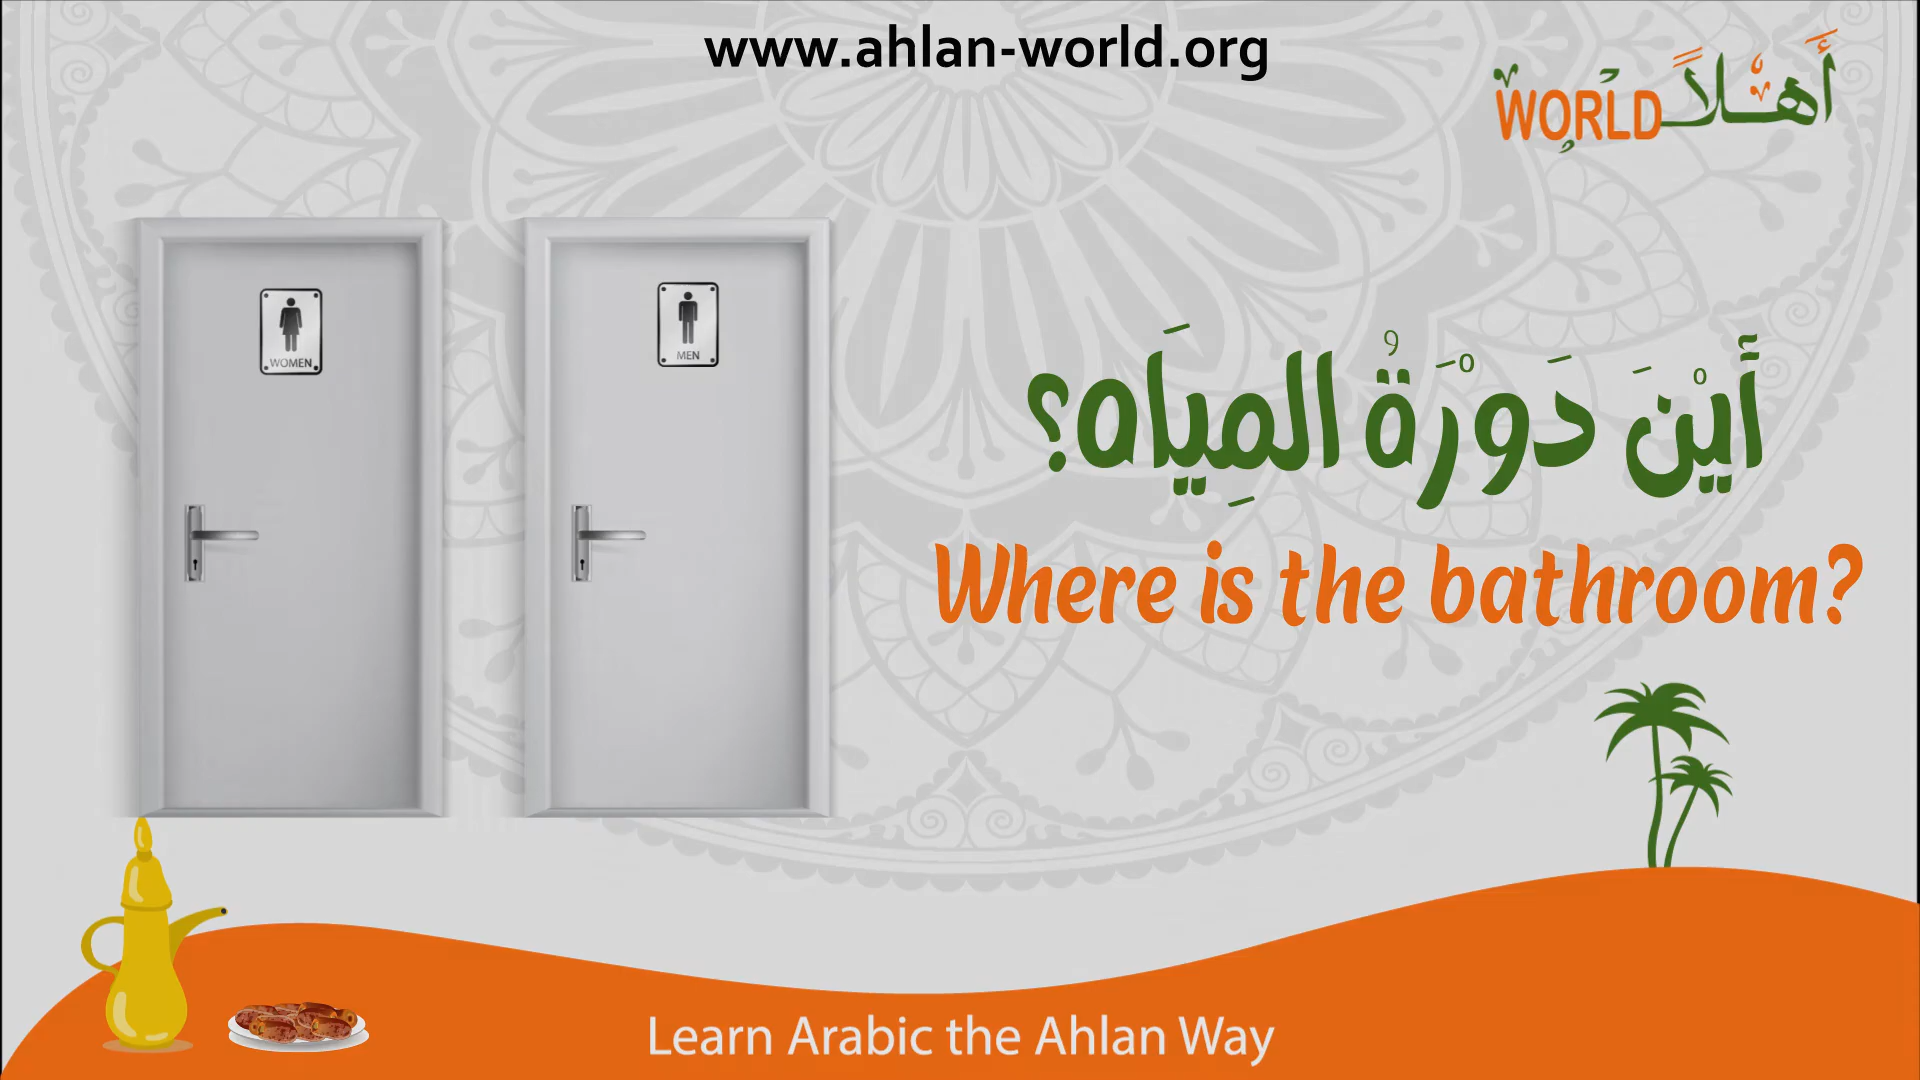 www.ahlan-world.org
أَهْلاً WORLD
WOMEN
MEN
أَيْنَ دَوْرَةُ المِيَاه؟
Where is the bathroom?
Learn Arabic the Ahlan Way